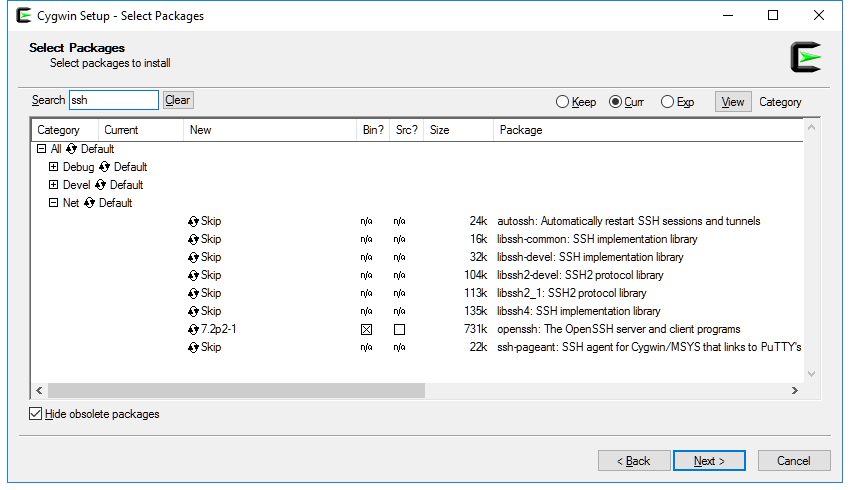 Cygwin Setup - Select Packages
Select Packages
Select packages to install
Search ssh Clear Keep Curr Exp View Category
Category Current New Bin? Src? Size Package
All Default
Debug Default
Devel Default
Net Default
Skip n/a n/a 24k autossh: Automatically restart SSH sessions and tunnels
Skip n/a n/a 16k libssh-common: SSH implementation library
Skip n/a n/a 32k libssh-devel: SSH implementation library
Skip n/a n/a 104k libssh2-devel: SSH2 protocol library
Skip n/a n/a 113k libssh2_1: SSH2 protocol library
Skip n/a n/a 135k libssh4: SSH implementation library
7.2p2-1 731k openssh: The OpenSSH server and client programs
Skip n/a n/a 22k ssh-pageant: SSH agent for Cygwin/MSYS that links to PuTTY's
Hide obsolete packages
< Back Next > Cancel